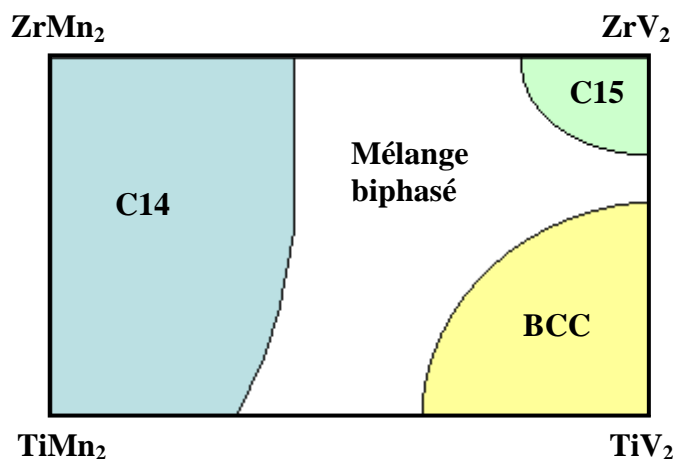 ZrMn₂
ZrV₂
C15
Mélange
biphasé
C14
BCC
TiMn₂
TiV₂